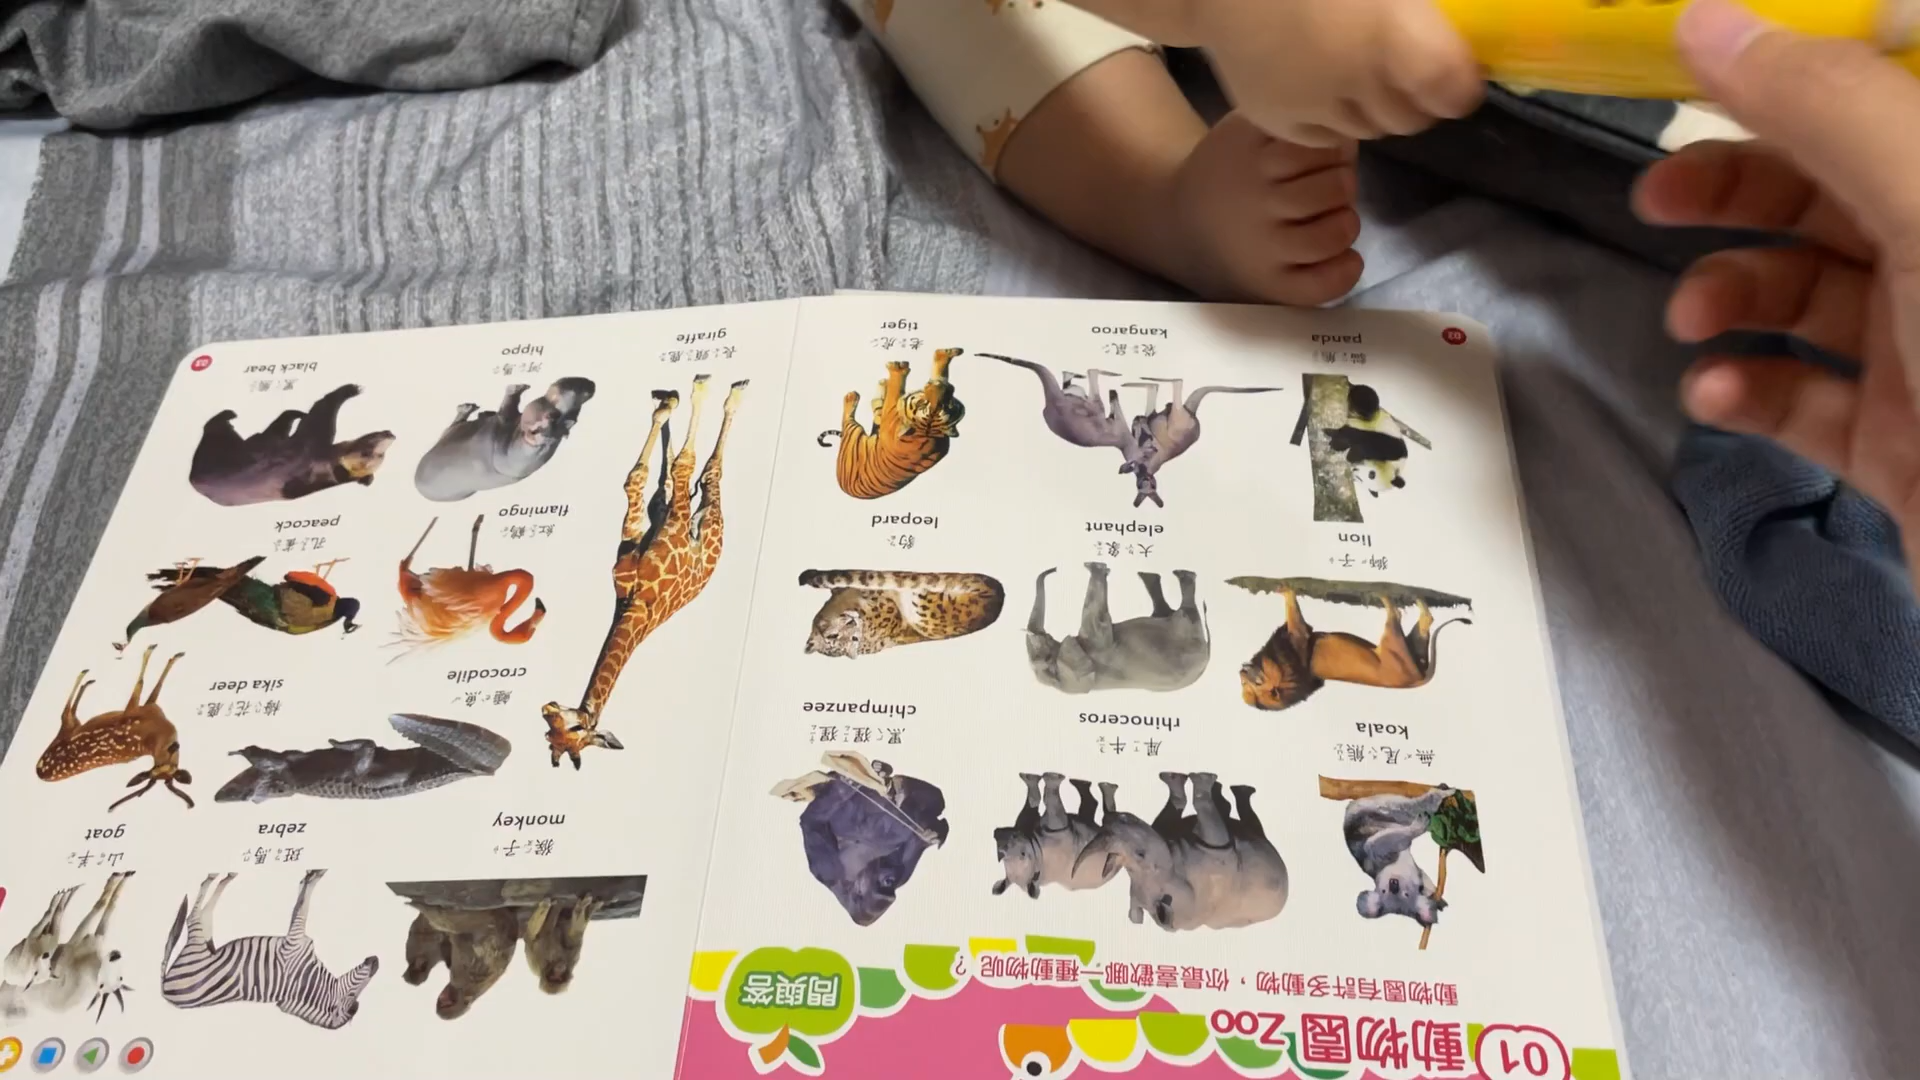 01 動物園 Zoo
動物園有許多動物，你最喜歡哪一種動物呢？
問與答
無尾熊
koala
犀牛
rhinoceros
黑猩猩
chimpanzee
獅子
lion
大象
elephant
豹
leopard
貓熊
panda
袋鼠
kangaroo
老虎
tiger
03
猴子
monkey
斑馬
zebra
山羊
goat
鱷魚
crocodile
梅花鹿
sika deer
紅鶴
flamingo
孔雀
peacock
長頸鹿
giraffe
河馬
hippo
黑熊
black bear
03